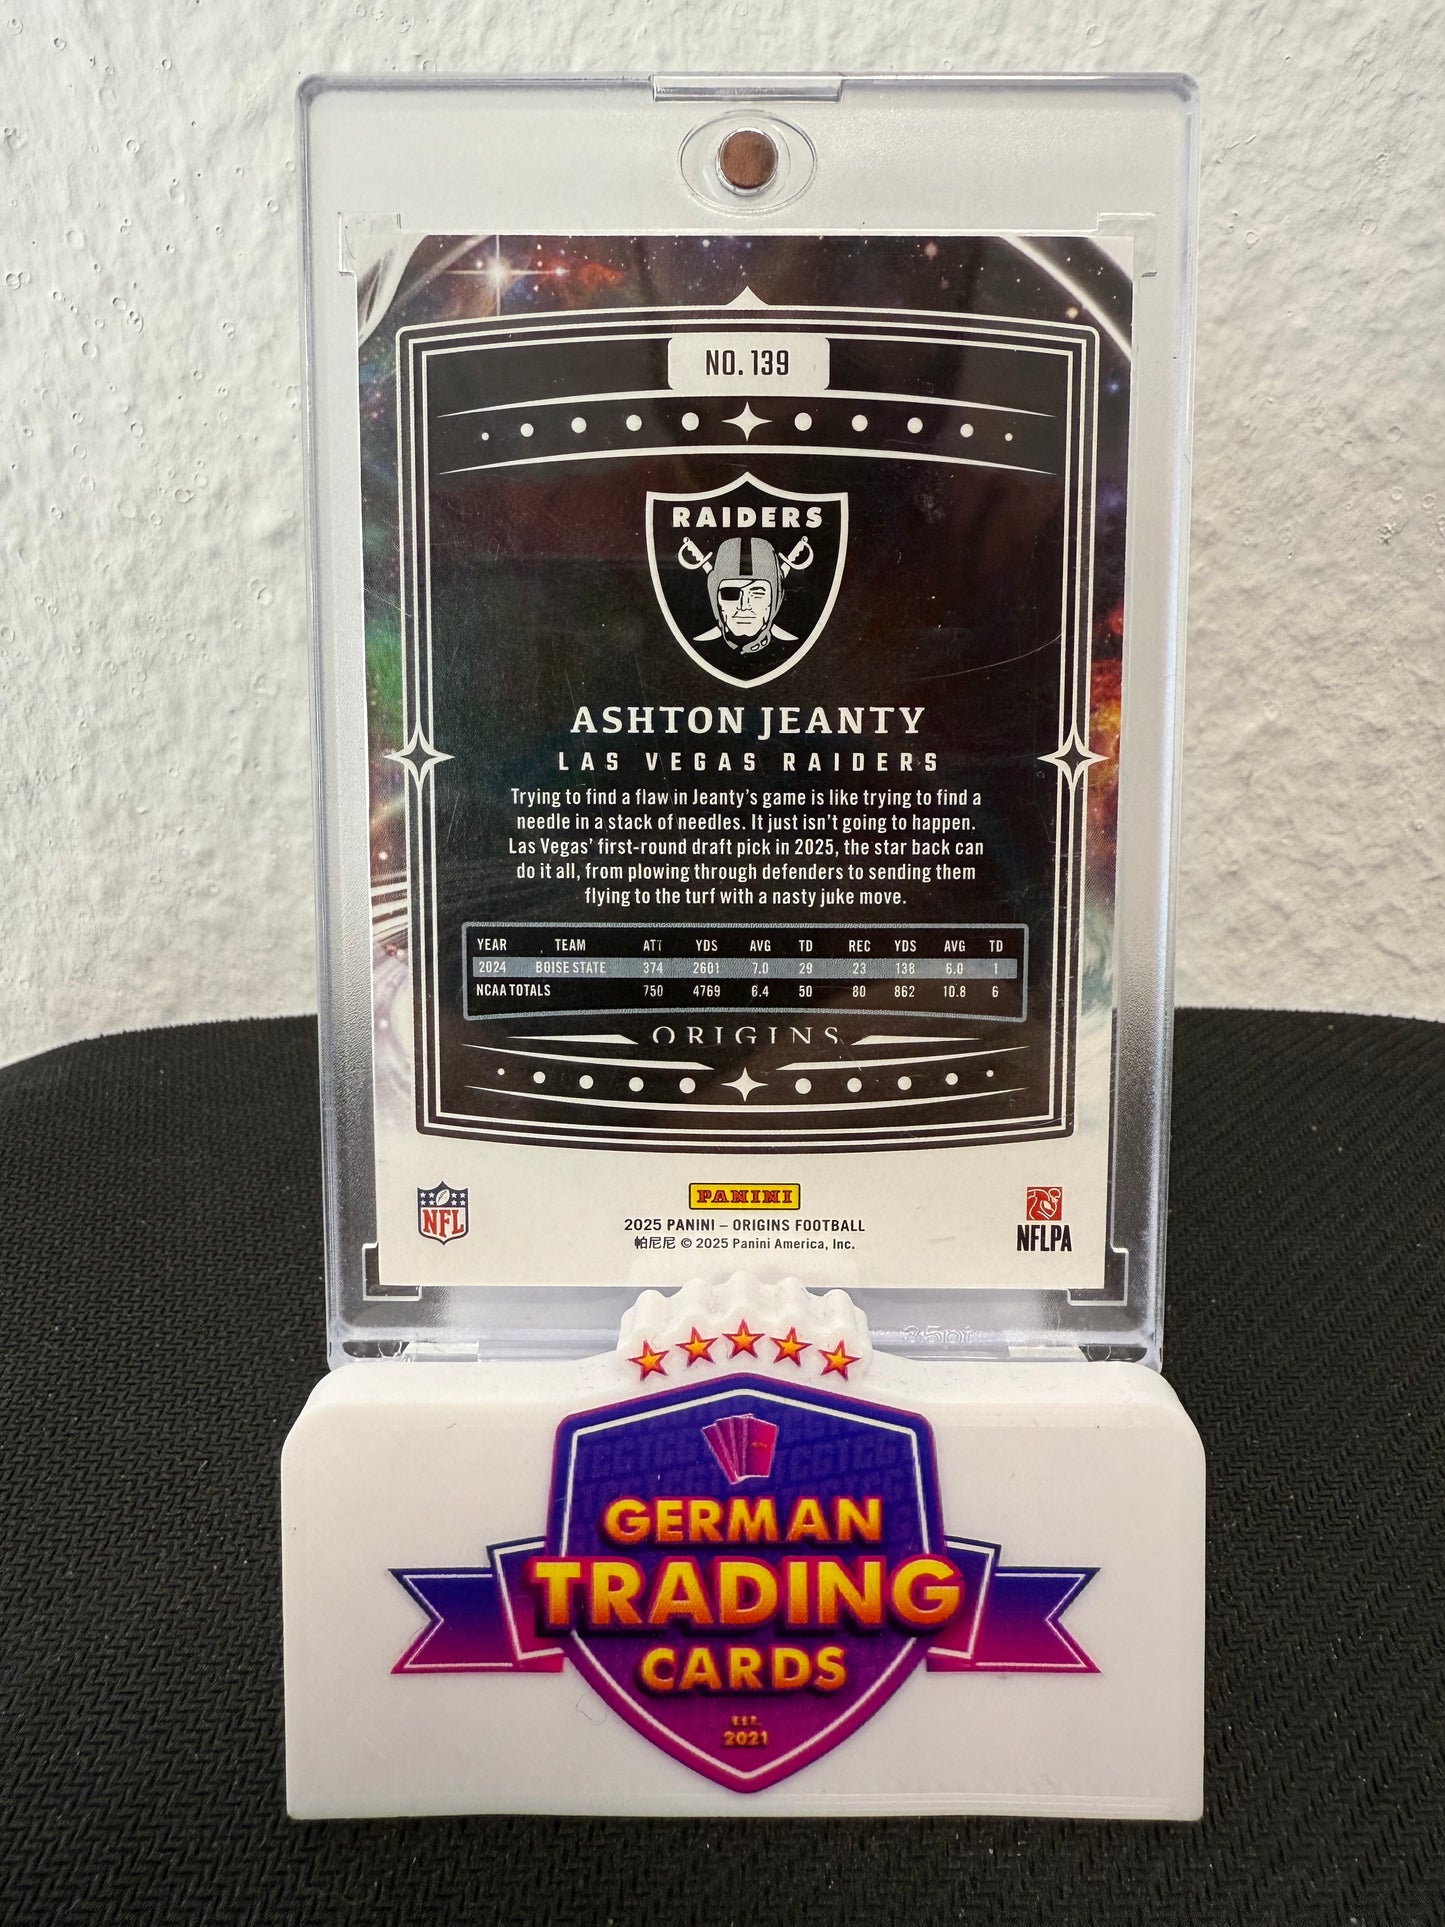 NO. 139
RAIDERS
ASHTON JEANTY
LAS VEGAS RAIDERS
Trying to find a flaw in Jeanty's game is like trying to find a
needle in a stack of needles. It just isn't going to happen.
Las Vegas' first-round draft pick in 2025, the star back can
do it all, from plowing through defenders to sending them
flying to the turf with a nasty juke move.
YEAR TEAM ATT YDS AVG TD REC YDS AVG TD
2024 BOISE STATE 374 2601 7.0 29 23 138 6.0 1
NCAA TOTALS 750 4769 6.4 50 80 862 10.8 6
ORIGINS
NFL
PANINI
2025 PANINI – ORIGINS FOOTBALL
帕尼尼 © 2025 Panini America, Inc.
NFLPA
35pt
GERMAN
TRADING
CARDS
EST.
2021